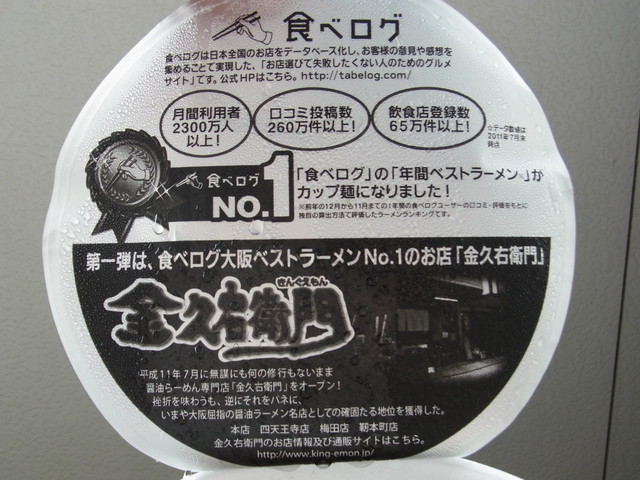 食べログ
食べログは日本全国のお店をデータベース化し、お客様の意見や感想を
集めることで実現した、「お店選びで失敗したくない人のためのグルメ
サイト」です。公式HPはこちら。http://tabelog.com/
月間利用者
2300万人
以上!
口コミ投稿数
260万件以上!
飲食店登録数
65万件以上!
☆データ数値は
2011年7月末
時点
食べログ
NO.1
「食べログ」の「年間ベストラーメン※」が
カップ麺になりました!
※前年の12月から11月までの1年間の食べログユーザーの口コミ・評価をもとに
独自の算出方法で評価したラーメンランキングです。
第一弾は、食べログ大阪ベストラーメンNo.1のお店「金久右衛門」
きんぐえもん
金久右衛門
平成11年7月に無謀にも何の修行もないまま
醤油らーめん専門店「金久右衛門」をオープン!
挫折を味わうも、逆にそれをバネに、
いまや大阪屈指の醤油ラーメン名店としての確固たる地位を獲得した。
本店 四天王寺店 梅田店 靭本町店
金久右衛門のお店情報及び通販サイトはこちら。
http://www.king-emon.jp/